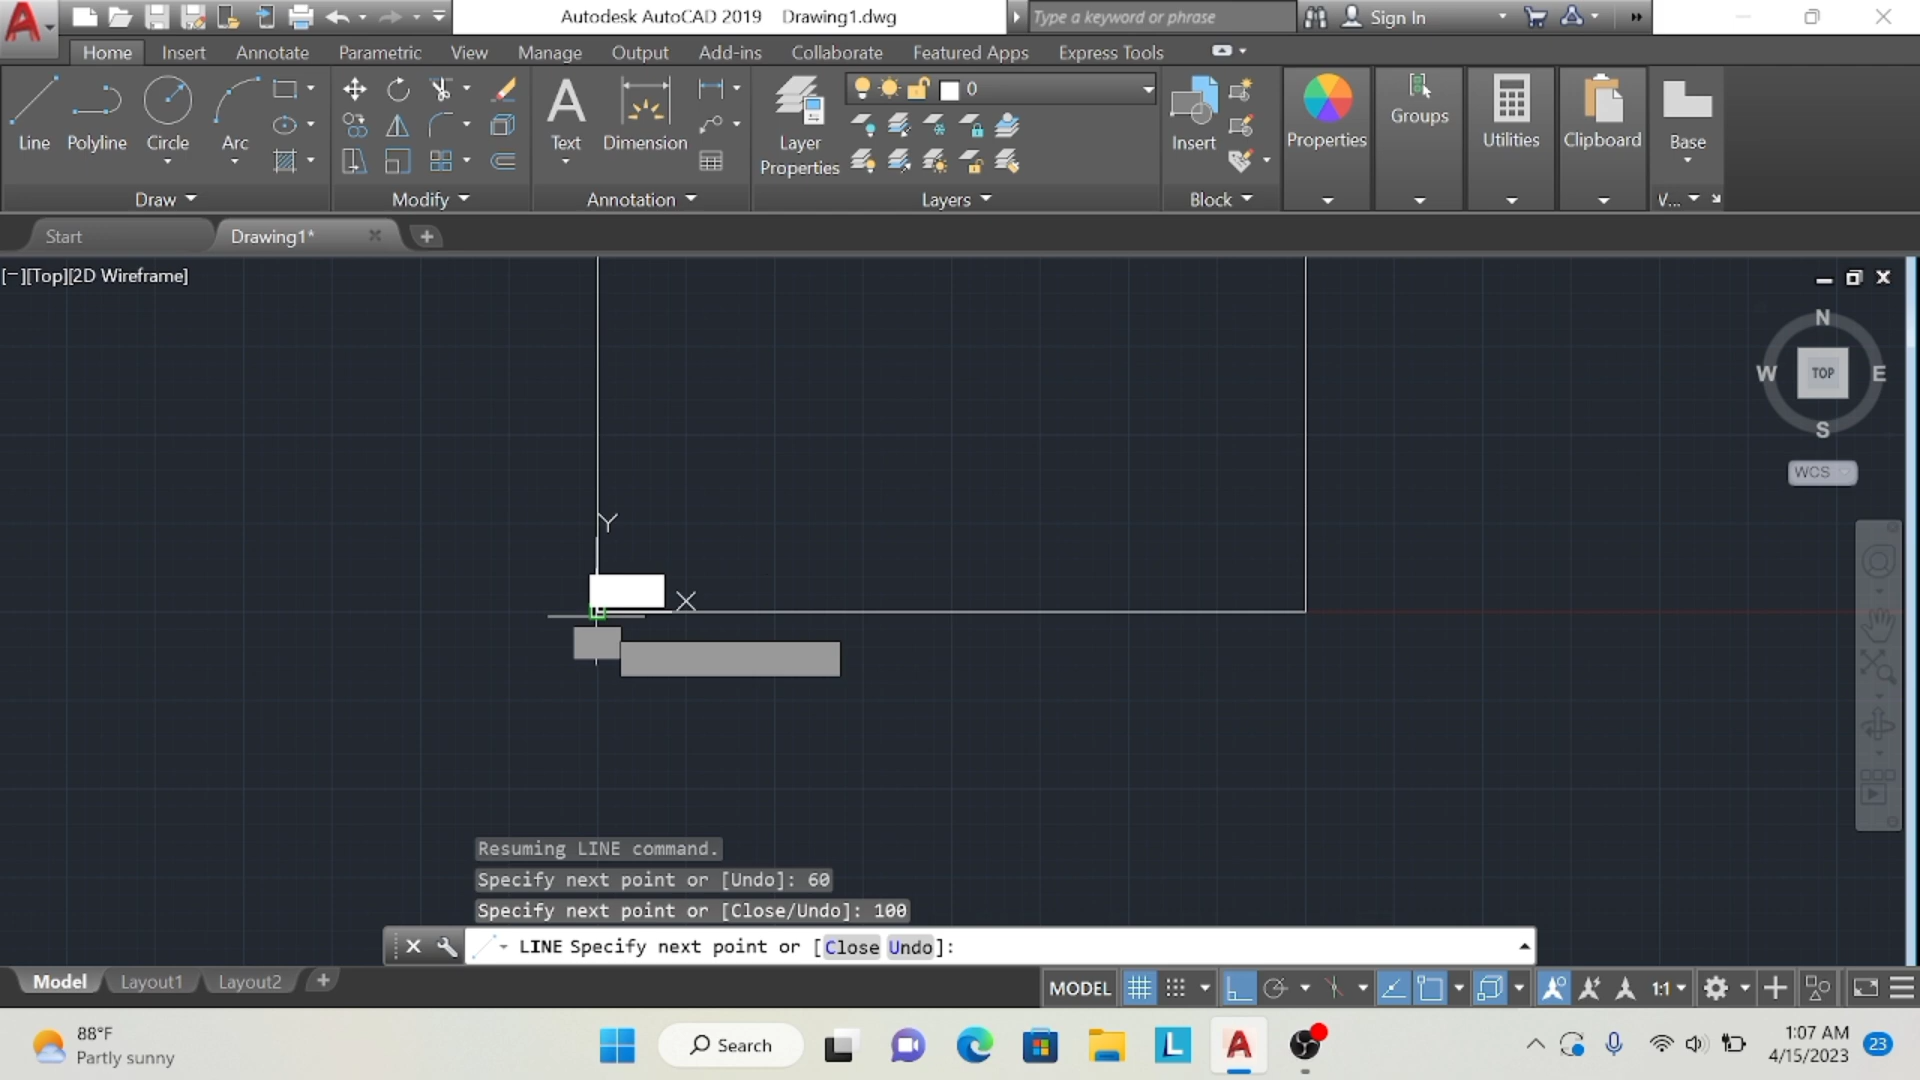 Autodesk AutoCAD 2019 Drawing1.dwg
Type a keyword or phrase
Sign In
Home Insert Annotate Parametric View Manage Output Add-ins Collaborate Featured Apps Express Tools
Line Polyline Circle Arc
Text Dimension
Layer Properties
0
Insert
Properties
Groups
Utilities
Clipboard
Base
Draw Modify Annotation Layers Block V...
Start Drawing1*
[−][Top][2D Wireframe]
N
W TOP E
S
WCS
Y
X
Resuming LINE command.
Specify next point or [Undo]: 60
Specify next point or [Close/Undo]: 100
LINE Specify next point or [Close Undo]:
Model Layout1 Layout2
MODEL 1:1
88°F
Partly sunny
Search
L
1:07 AM
4/15/2023
23